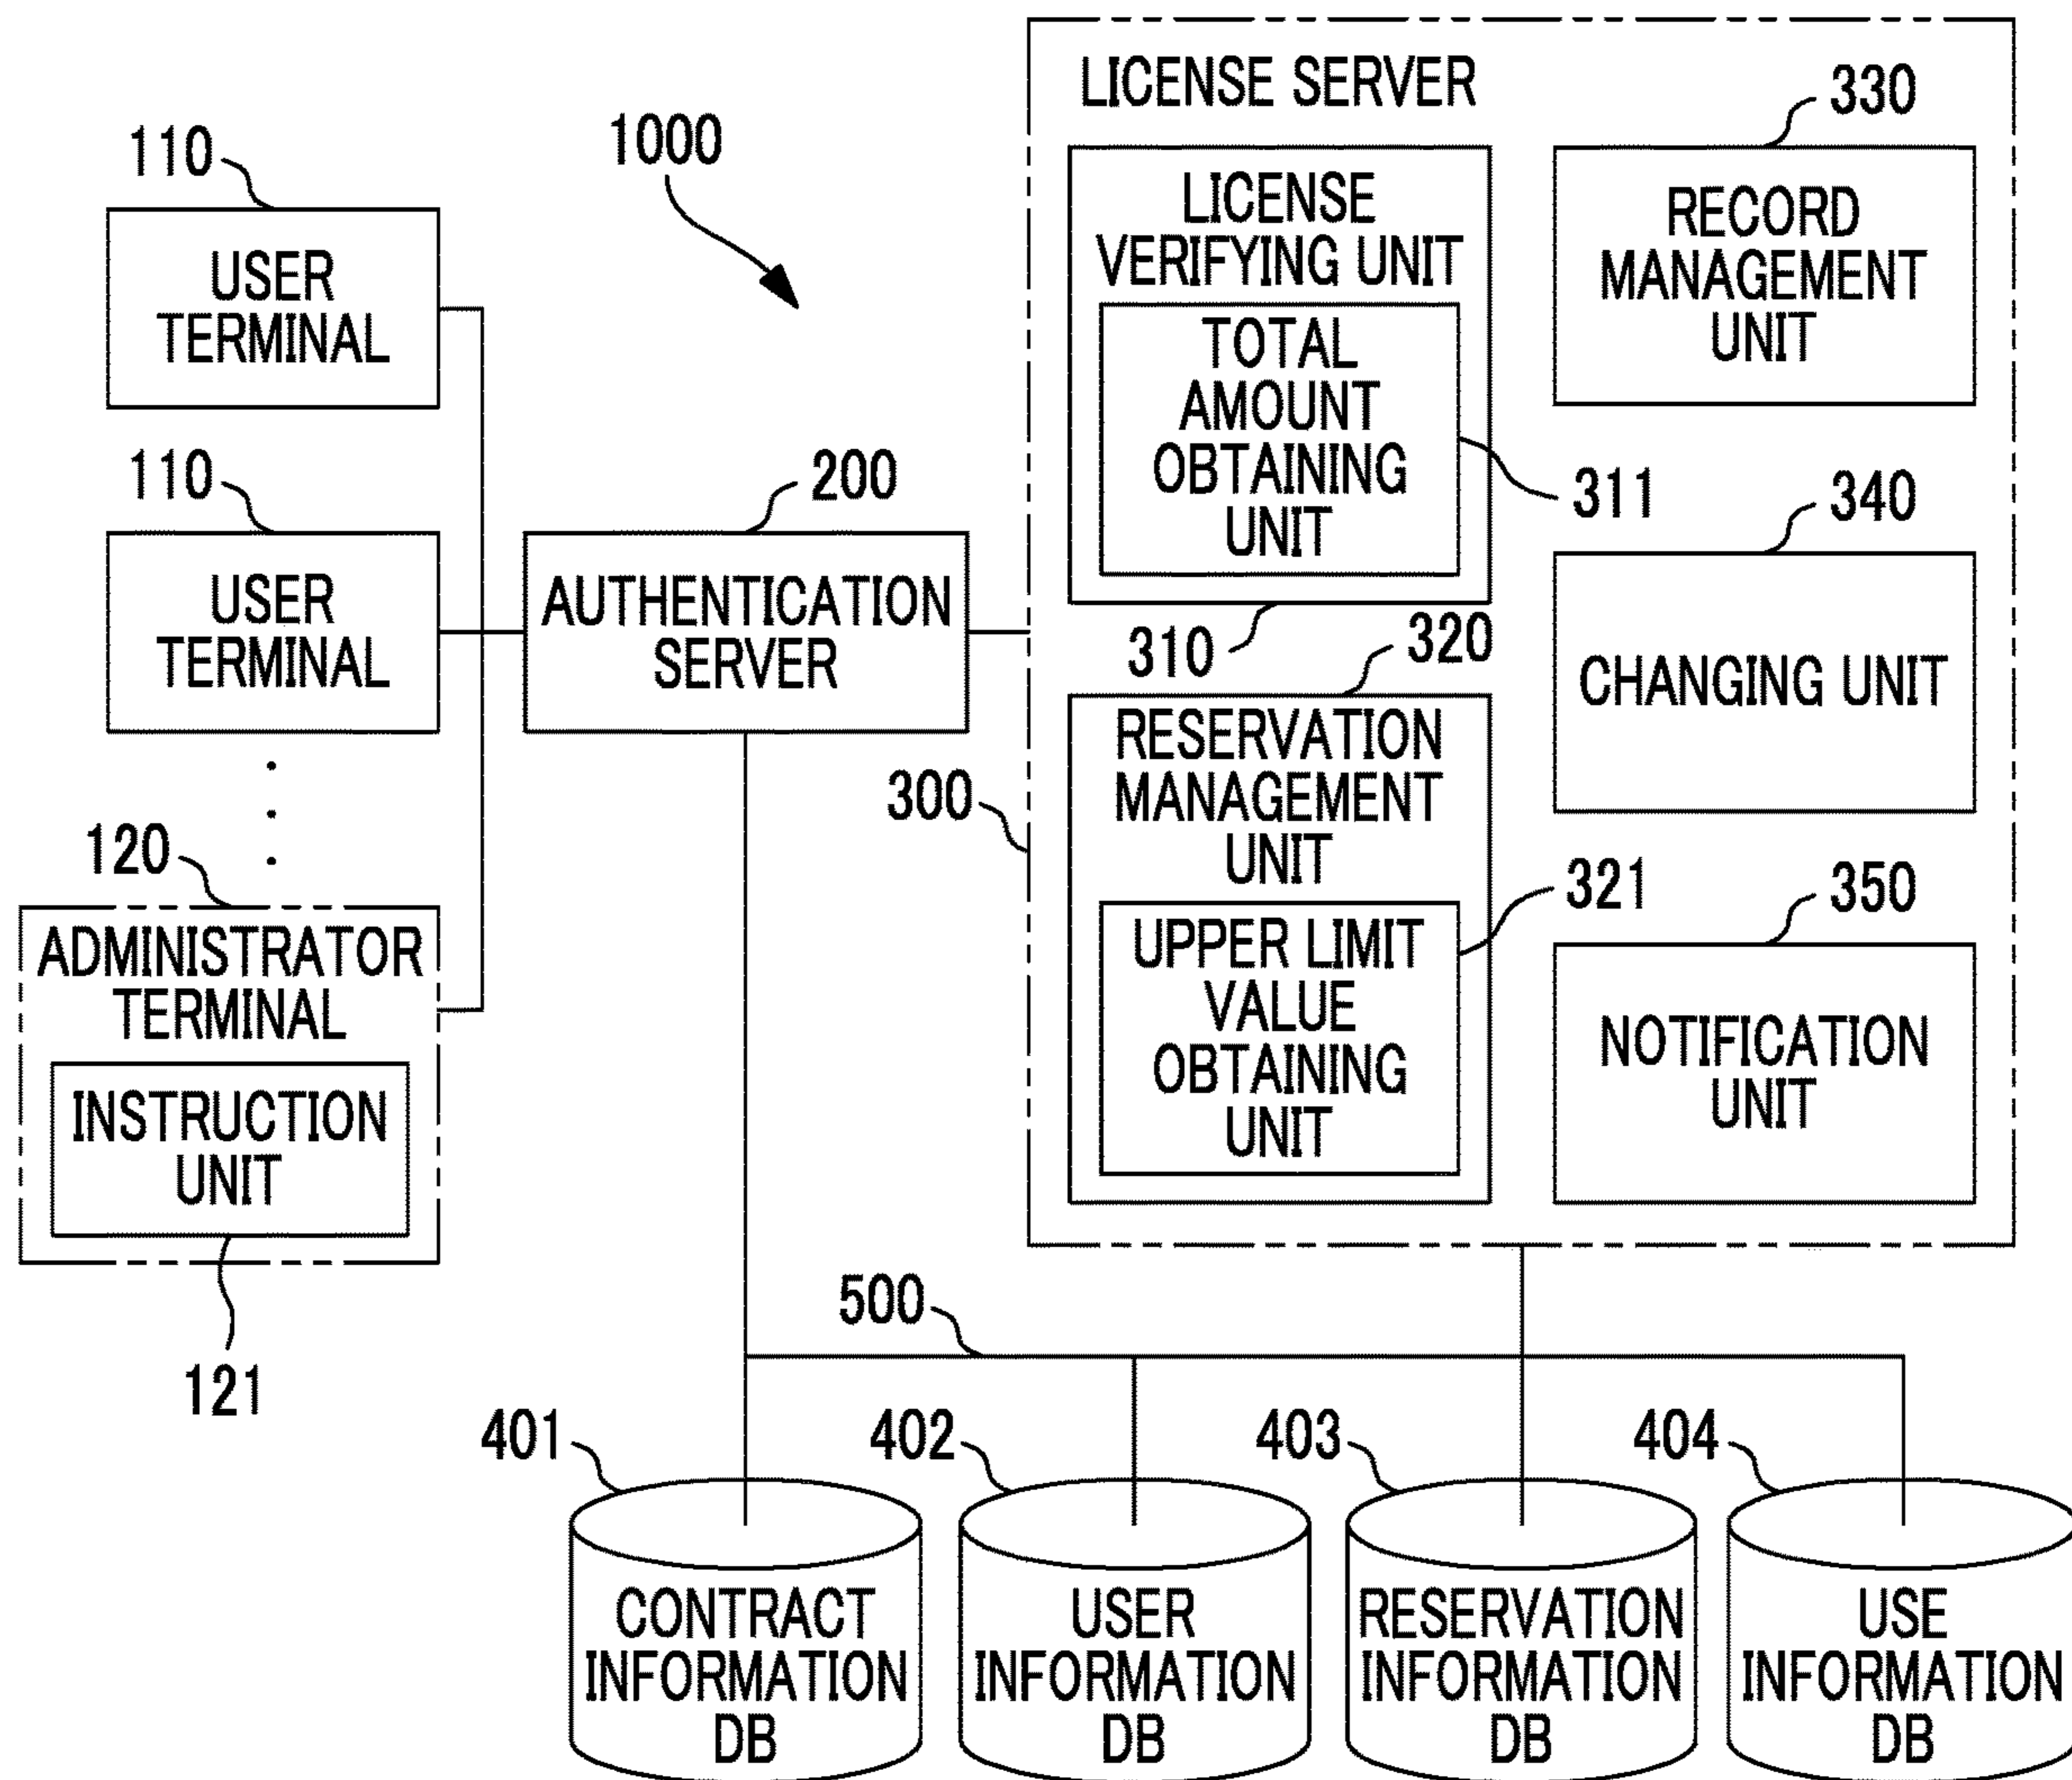 1000
110
USER
TERMINAL
110
USER
TERMINAL
120
ADMINISTRATOR
TERMINAL
INSTRUCTION
UNIT
121
200
AUTHENTICATION
SERVER
300
LICENSE SERVER
LICENSE
VERIFYING UNIT
TOTAL
AMOUNT
OBTAINING
UNIT
311
310
320
RESERVATION
MANAGEMENT
UNIT
UPPER LIMIT
VALUE
OBTAINING
UNIT
321
330
RECORD
MANAGEMENT
UNIT
340
CHANGING UNIT
350
NOTIFICATION
UNIT
500
401
CONTRACT
INFORMATION
DB
402
USER
INFORMATION
DB
403
RESERVATION
INFORMATION
DB
404
USE
INFORMATION
DB